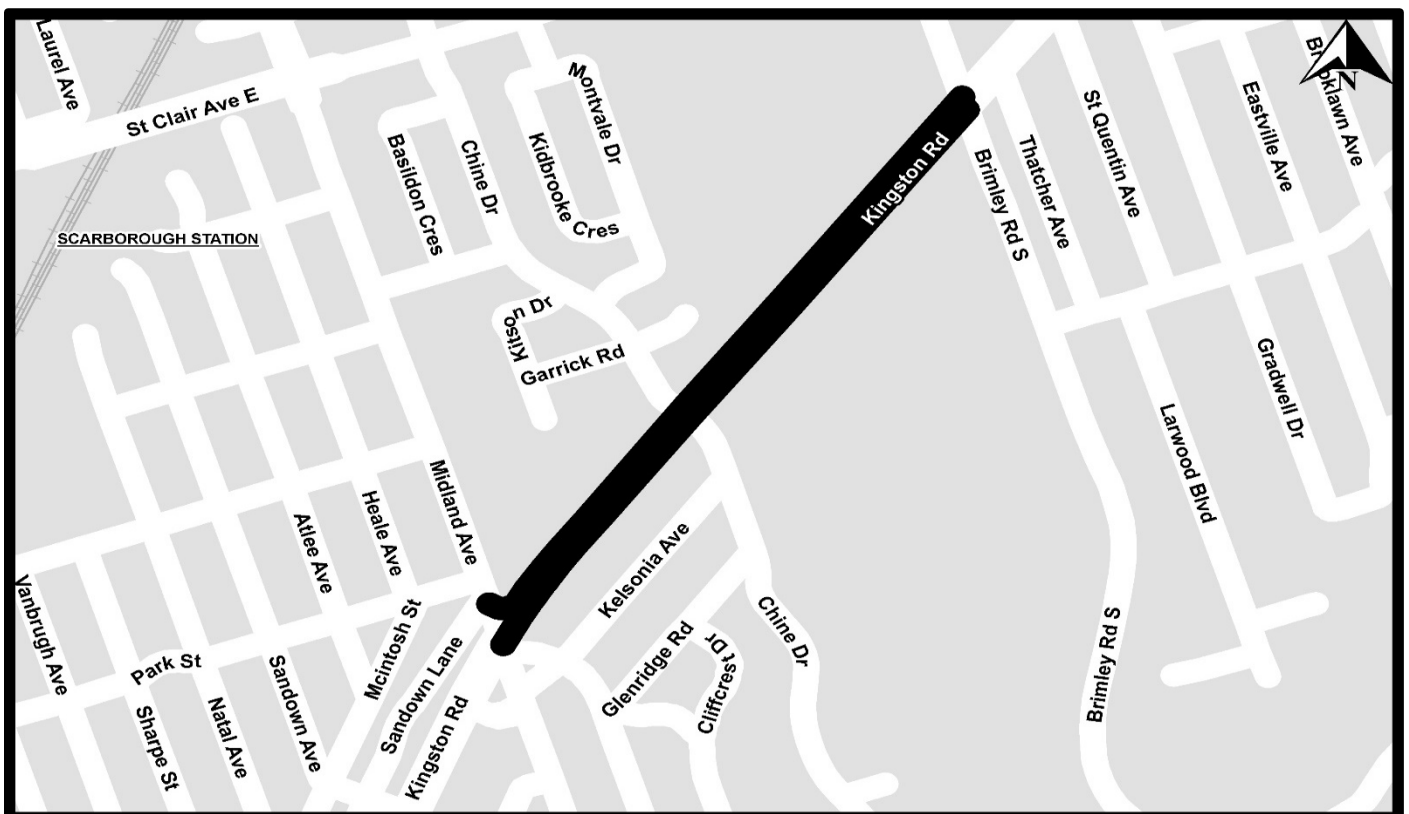 Laurel Ave
St Clair Ave E
Montvale Dr
Kidbrooke Cres
Chine Dr
Basildon Cres
SCARBOROUGH STATION
Kitson Dr
Garrick Rd
Kingston Rd
Brimley Rd S
Thatcher Ave
St Quentin Ave
Eastville Ave
Brooklawn Ave
N
Gradwell Dr
Larwood Blvd
Midland Ave
Heale Ave
Atlee Ave
Vanbrugh Ave
Park St
Sharpe St
Natal Ave
Sandown Ave
Mcintosh St
Sandown Lane
Kingston Rd
Kelsonia Ave
Glenridge Rd
Cliffcrest Dr
Chine Dr
Brimley Rd S